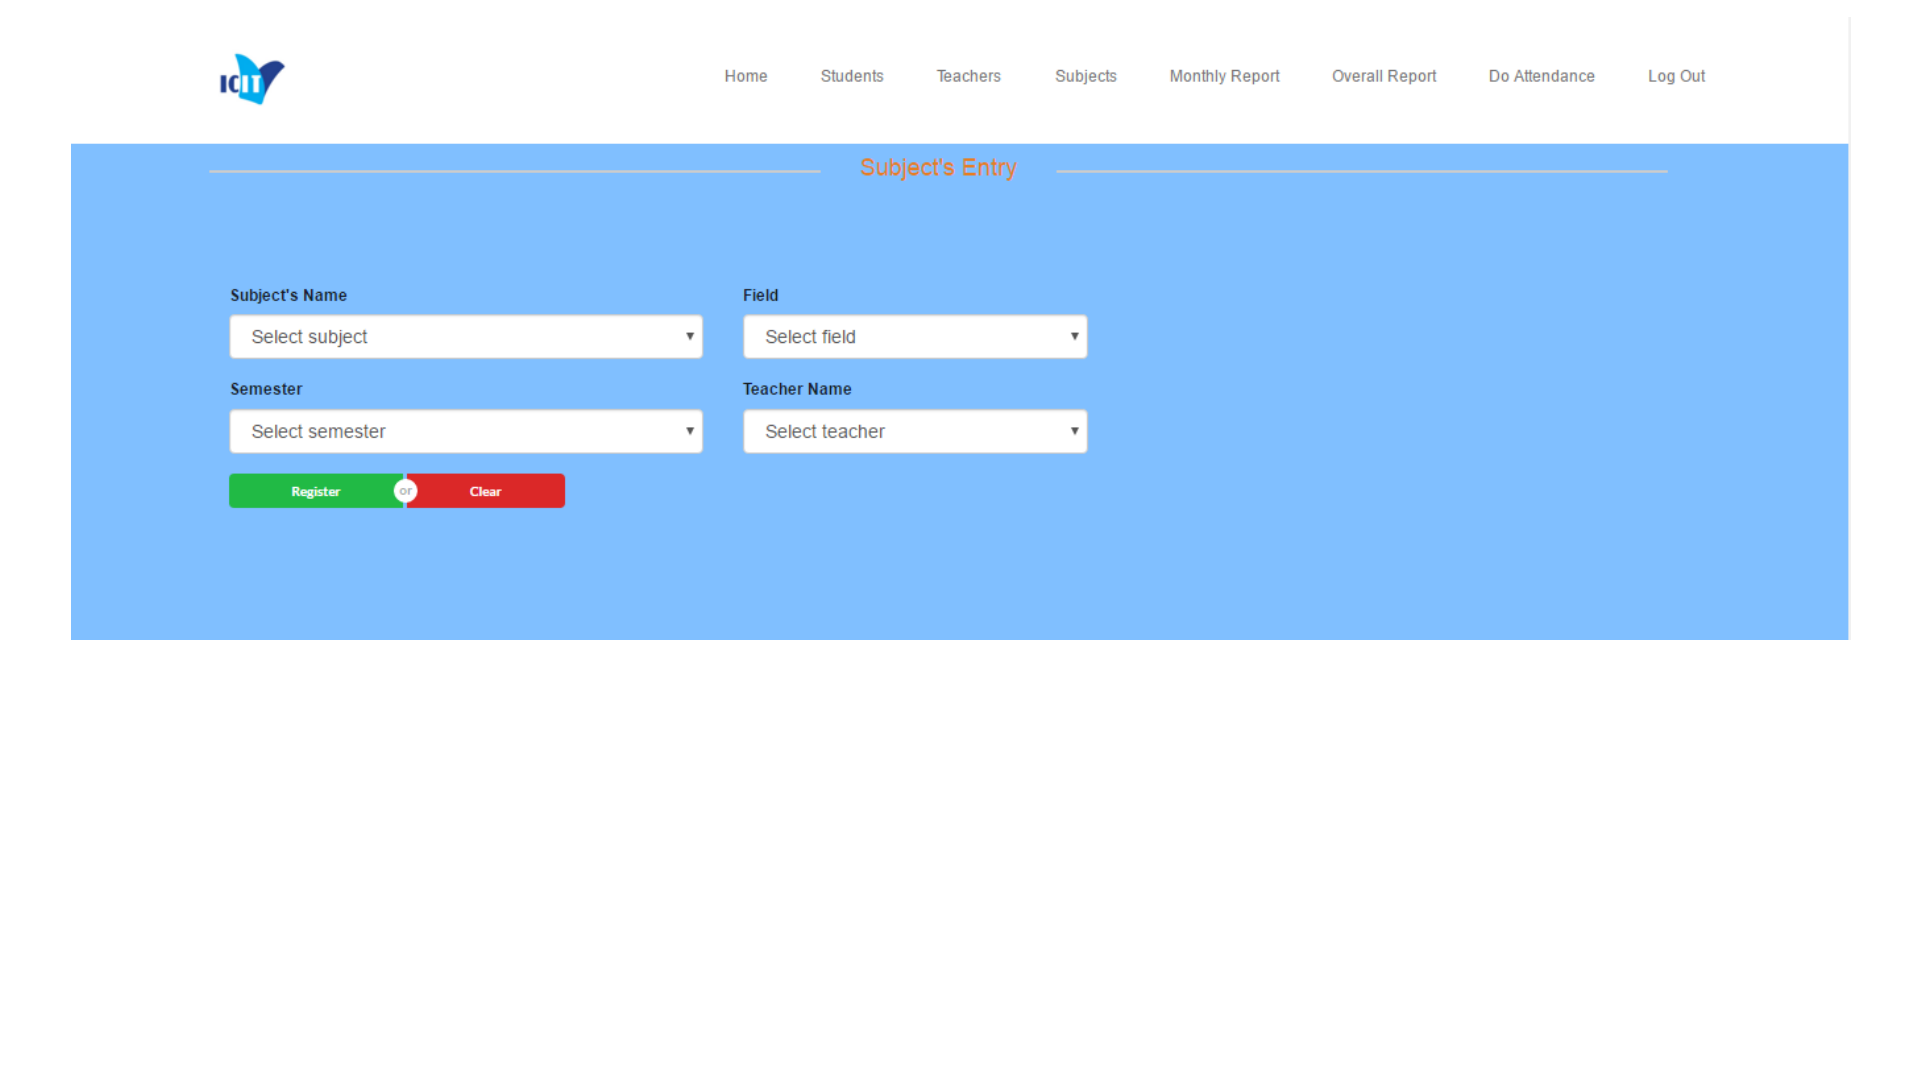 ICIT
Home Students Teachers Subjects Monthly Report Overall Report Do Attendance Log Out
Subject's Entry
Subject's Name Field
Select subject Select field
Semester Teacher Name
Select semester Select teacher
Register or Clear